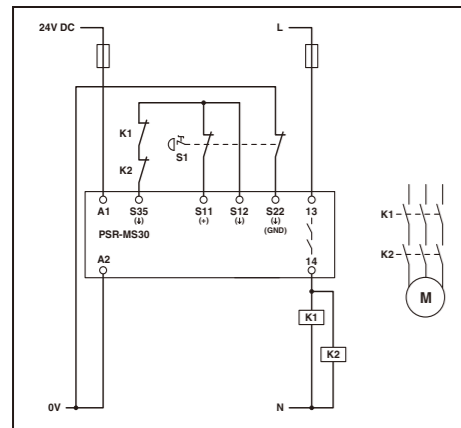 24V DC
L
K1
K2
S1
A1
S35
(↓)
S11
(+)
S12
(↓)
S22
(↓)
(GND)
13
PSR-MS30
A2
14
K1
K2
K1
K2
M
0V
N